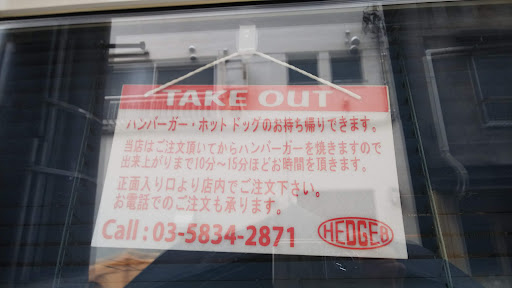 TAKE OUT
ハンバーガー・ホットドッグのお持ち帰りできます。
当店はご注文頂いてからハンバーガーを焼きますので
出来上がりまで10分～15分ほどお時間を頂きます。
正面入り口より店内でご注文下さい。
お電話でのご注文も承ります。
Call : 03-5834-2871
HEDGE8